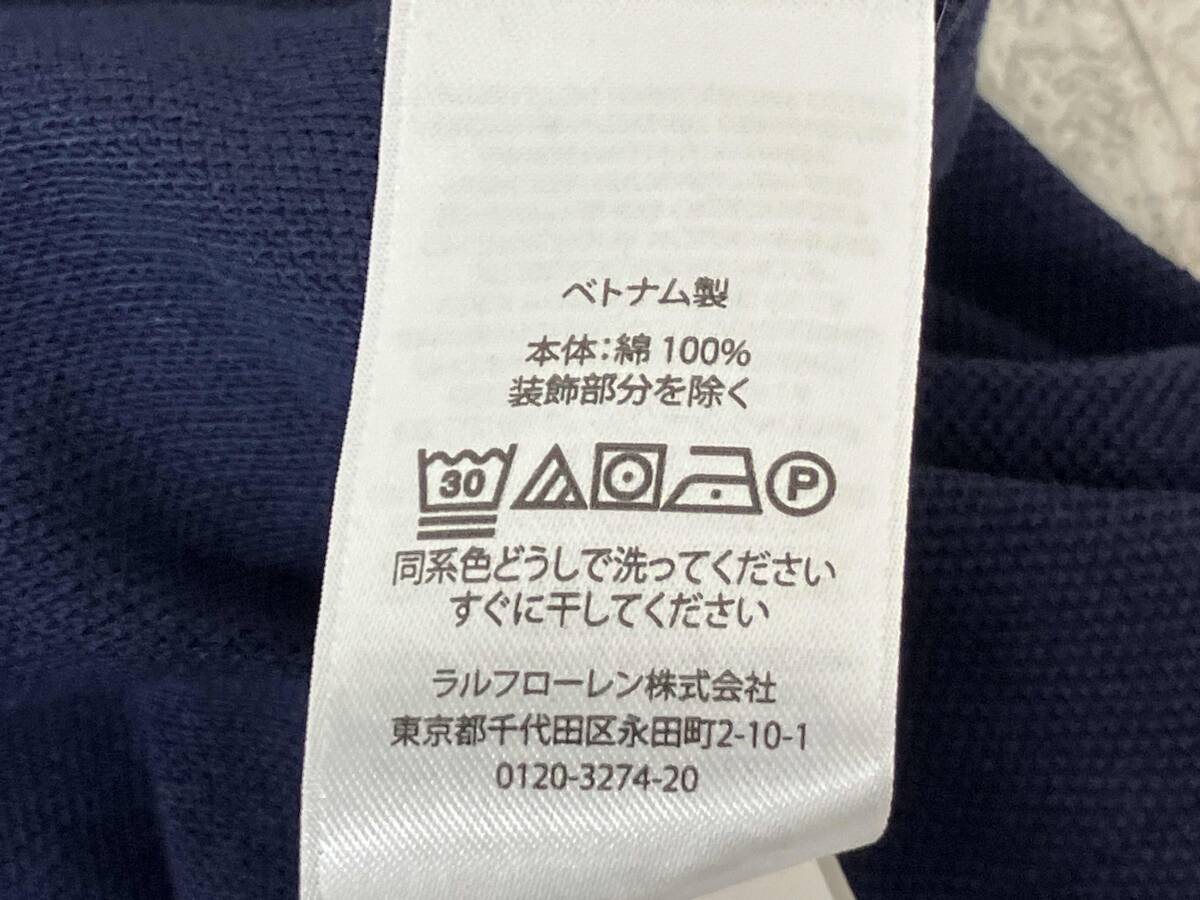 ベトナム製
本体:綿 100%
装飾部分を除く
30 P
同系色どうしで洗ってください
すぐに干してください
ラルフローレン株式会社
東京都千代田区永田町2-10-1
0120-3274-20